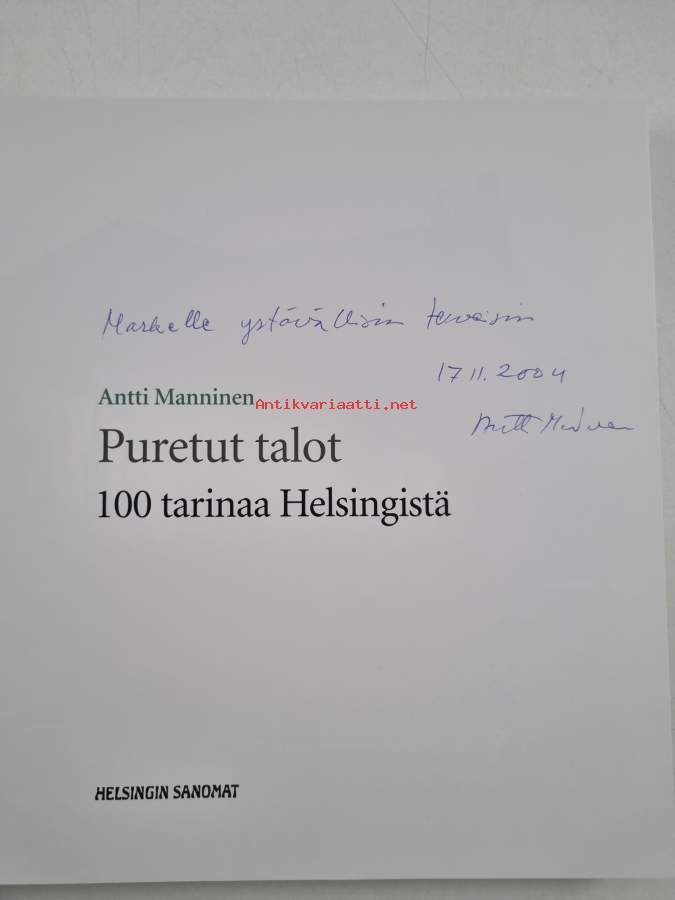 Markelle ystävällisin terveisin
17.11.2004
Antti Manninen
Antikvariaatti.net
Puretut talot
100 tarinaa Helsingistä
HELSINGIN SANOMAT